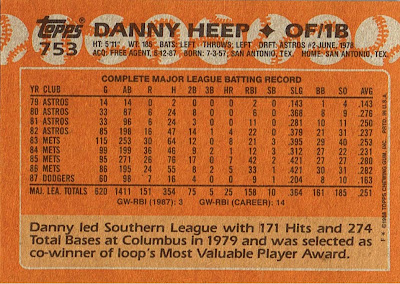 Topps
753
DANNY HEEP ✦ OF/1B
HT: 5'11" WT: 185 BATS: LEFT THROWS: LEFT DRFT: ASTROS #2-JUNE, 1978
ACQ: FREE AGENT, 6-12-87 BORN: 7-3-57, SAN ANTONIO, TEX. HOME: SAN ANTONIO, TEX.
COMPLETE MAJOR LEAGUE BATTING RECORD
YR CLUB G AB R H 2B 3B HR RBI SB SLG BB SO AVG
79 ASTROS 14 14 0 2 0 0 0 2 0 .143 1 4 .143
80 ASTROS 33 87 6 24 8 0 0 6 0 .368 8 9 .276
81 ASTROS 33 96 6 24 3 0 0 11 0 .281 10 11 .250
82 ASTROS 85 198 16 47 14 1 4 22 0 .379 21 31 .237
83 METS 115 253 30 64 12 0 8 21 3 .395 29 40 .253
84 METS 99 199 36 46 9 2 1 12 3 .312 27 22 .231
85 METS 95 271 26 76 17 0 7 42 2 .421 27 27 .280
86 METS 86 195 24 55 8 2 5 33 1 .421 30 31 .282
87 DODGERS 60 98 7 16 4 0 0 9 1 .204 8 10 .163
MAJ. LEA. TOTALS 620 1411 151 354 75 5 25 158 10 .364 161 185 .251
GW-RBI (1987): 3 GW-RBI (CAREER): 14
Danny led Southern League with 171 Hits and 274
Total Bases at Columbus in 1979 and was selected as
co-winner of loop's Most Valuable Player Award.
F* © 1988 TOPPS CHEWING GUM, INC. PRTD. IN U.S.A.